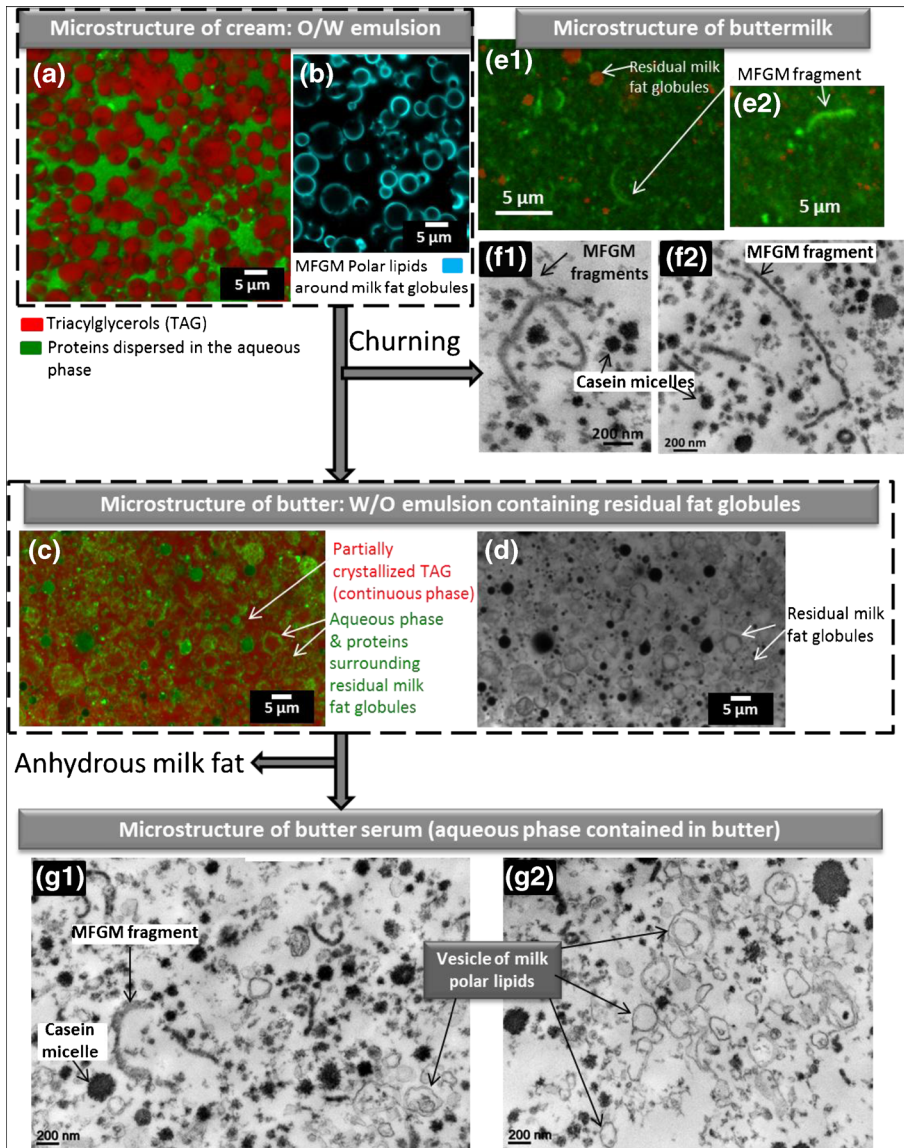 Microstructure of cream: O/W emulsion
(a)
5 µm
(b)
5 µm
MFGM Polar lipids
around milk fat globules
Triacylglycerols (TAG)
Proteins dispersed in the aqueous
phase
Microstructure of buttermilk
(e1)
Residual milk
fat globules
5 µm
MFGM fragment
(e2)
5 µm
Churning
(f1)
MFGM
fragments
Casein micelles
200 nm
(f2)
MFGM fragment
200 nm
Microstructure of butter: W/O emulsion containing residual fat globules
(c)
5 µm
Partially
crystallized TAG
(continuous phase)
Aqueous phase
& proteins
surrounding
residual milk
fat globules
(d)
5 µm
Residual milk
fat globules
Anhydrous milk fat
Microstructure of butter serum (aqueous phase contained in butter)
(g1)
MFGM fragment
Casein
micelle
200 nm
Vesicle of milk
polar lipids
(g2)
200 nm